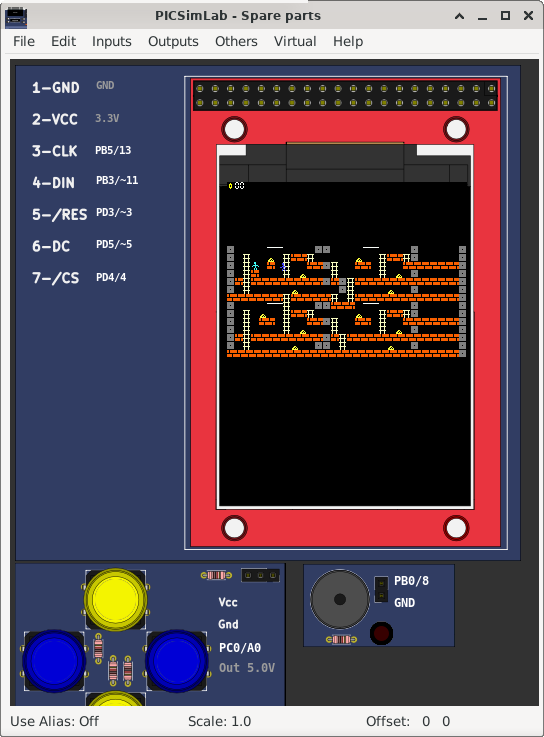 PICSimLab - Spare parts
File Edit Inputs Outputs Others Virtual Help
1-GND GND
2-VCC 3.3V
3-CLK PB5/13
4-DIN PB3/~11
5-/RES PD3/~3
6-DC PD5/~5
7-/CS PD4/4
00
Vcc
Gnd
PC0/A0
Out 5.0V
PB0/8
GND
Use Alias: Off Scale: 1.0 Offset: 0 0